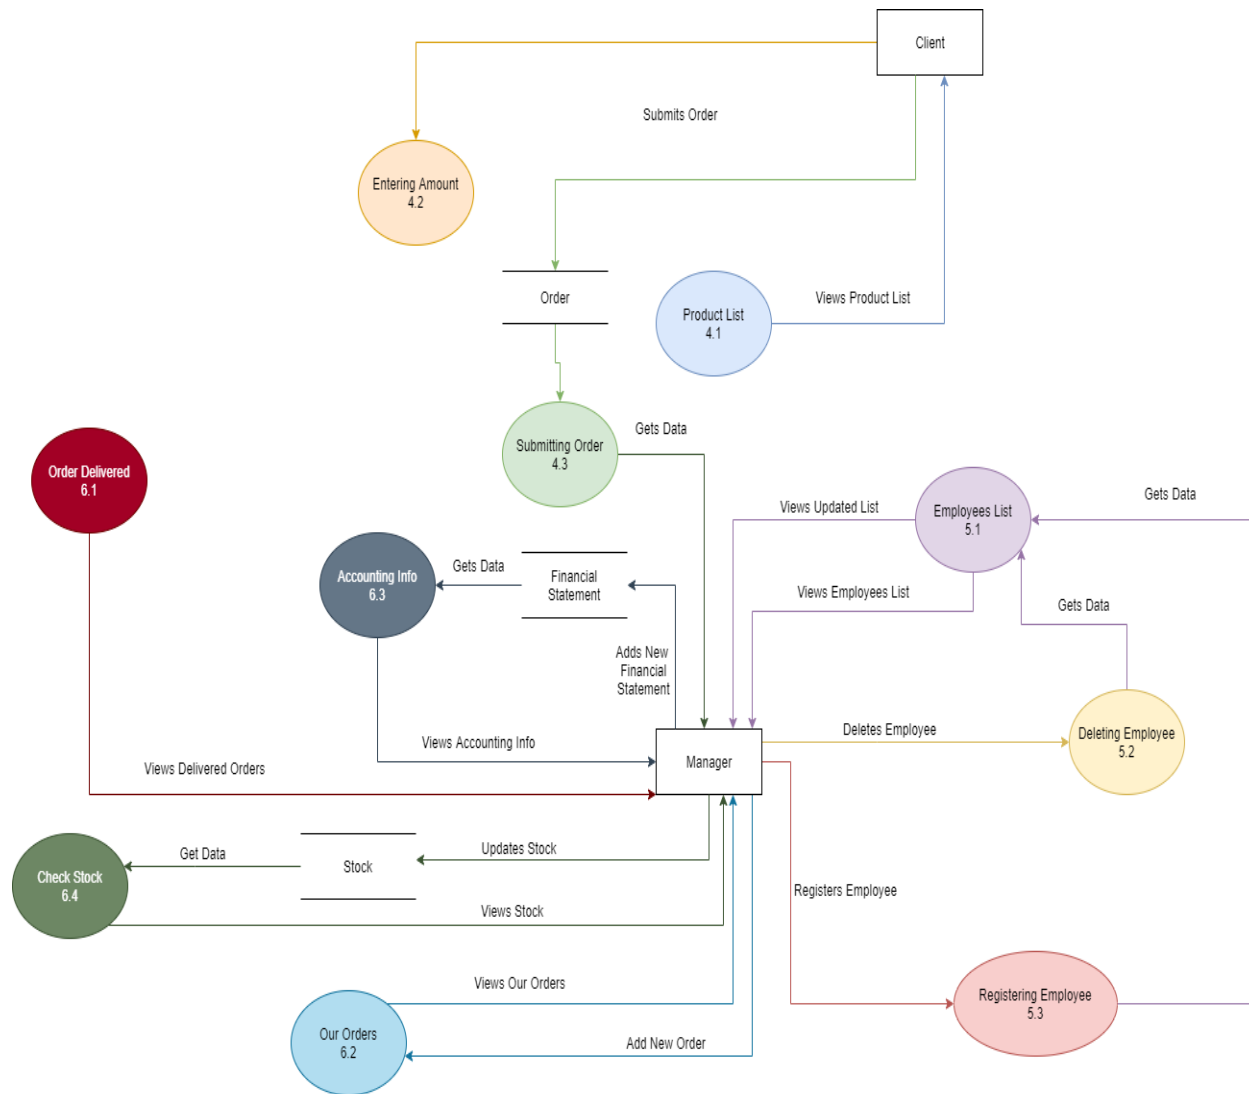 Client
Submits Order
Entering Amount
4.2
Order
Views Product List
Product List
4.1
Gets Data
Submitting Order
4.3
Order Delivered
6.1
Employees List
5.1
Gets Data
Views Updated List
Gets Data
Accounting Info
6.3
Financial
Statement
Views Employees List
Gets Data
Adds New
Financial
Statement
Views Accounting Info
Deletes Employee
Deleting Employee
5.2
Manager
Views Delivered Orders
Get Data
Stock
Updates Stock
Check Stock
6.4
Views Stock
Registers Employee
Views Our Orders
Registering Employee
5.3
Our Orders
6.2
Add New Order